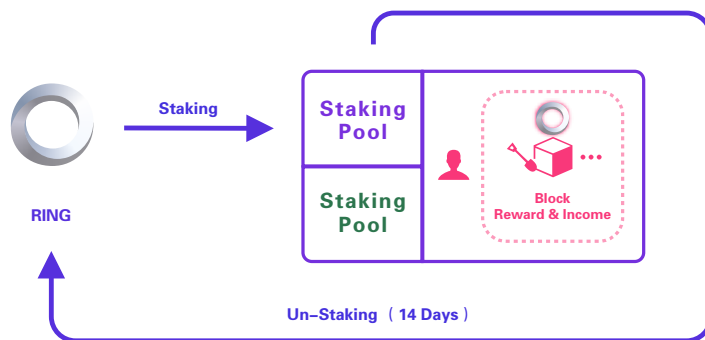 Staking
Staking
Pool
Staking
Pool
Block
Reward & Income
RING
Un-Staking ( 14 Days )